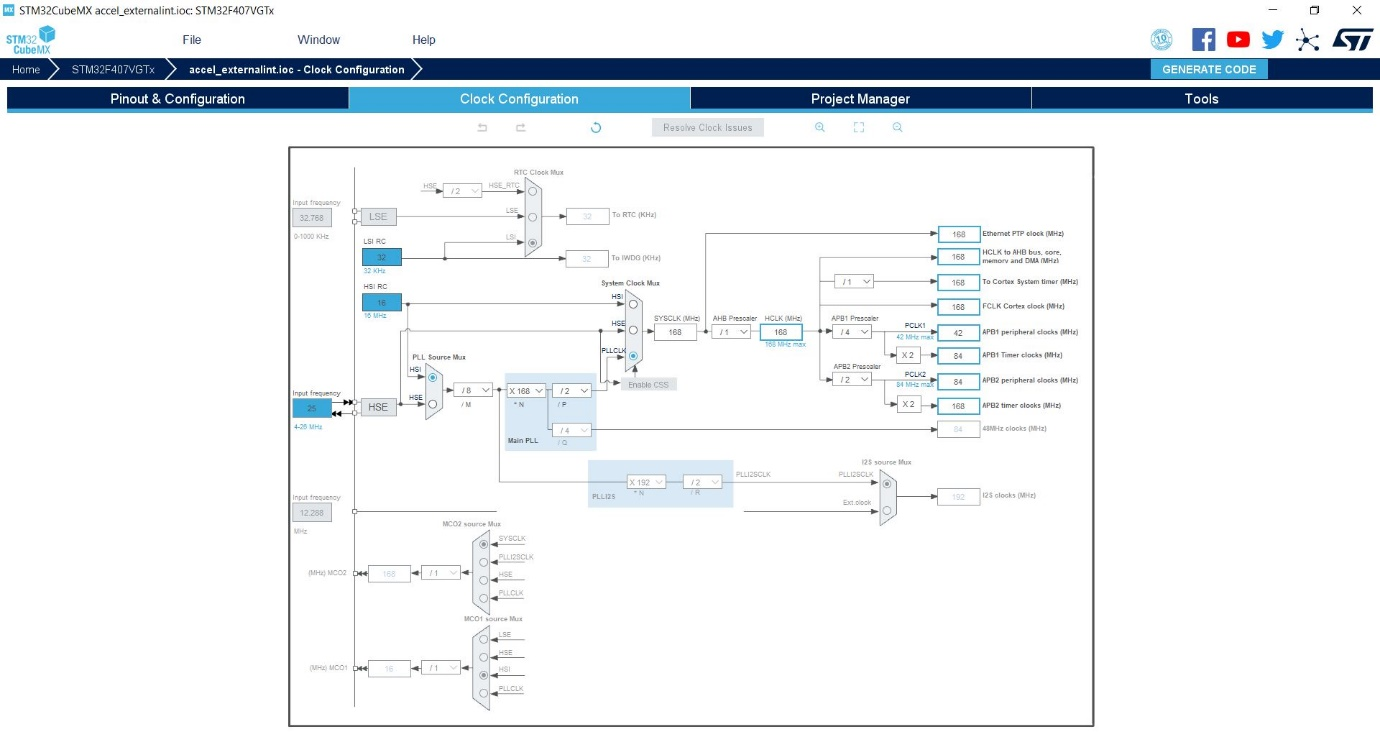 STM32CubeMX accel_externalint.ioc: STM32F407VGTx
STM32
CubeMX
File
Window
Help
10
Home
STM32F407VGTx
accel_externalint.ioc - Clock Configuration
GENERATE CODE
Pinout & Configuration
Clock Configuration
Project Manager
Tools
Resolve Clock Issues
RTC Clock Mux
HSE
/ 2
HSE_RTC
Input frequency
32.768
LSE
LSE
32
To RTC (KHz)
0-1000 KHz
LSI RC
LSI
32
32
To IWDG (KHz)
32 KHz
HSI RC
16
16 MHz
System Clock Mux
HSI
HSE
PLLCLK
SYSCLK (MHz)
168
AHB Prescaler
/ 1
HCLK (MHz)
168
168 MHz max
168
Ethernet PTP clock (MHz)
168
HCLK to AHB bus, core,
memory and DMA (MHz)
/ 1
168
To Cortex System timer (MHz)
168
FCLK Cortex clock (MHz)
APB1 Prescaler
/ 4
PCLK1
42 MHz max
42
APB1 peripheral clocks (MHz)
X 2
84
APB1 Timer clocks (MHz)
APB2 Prescaler
/ 2
PCLK2
84 MHz max
84
APB2 peripheral clocks (MHz)
X 2
168
APB2 timer clocks (MHz)
PLL Source Mux
HSI
HSE
Enable CSS
Input frequency
25
HSE
4-26 MHz
/ 8
/ M
X 168
* N
/ 2
/ P
/ 4
/ Q
Main PLL
84
48MHz clocks (MHz)
X 192
* N
/ 2
/ R
PLLI2S
PLLI2SCLK
I2S source Mux
PLLI2SCLK
Ext.clock
192
I2S clocks (MHz)
Input frequency
12.288
MHz
MCO2 source Mux
SYSCLK
PLLI2SCLK
HSE
PLLCLK
(MHz) MCO2
168
/ 1
MCO1 source Mux
LSE
HSE
HSI
PLLCLK
(MHz) MCO1
16
/ 1